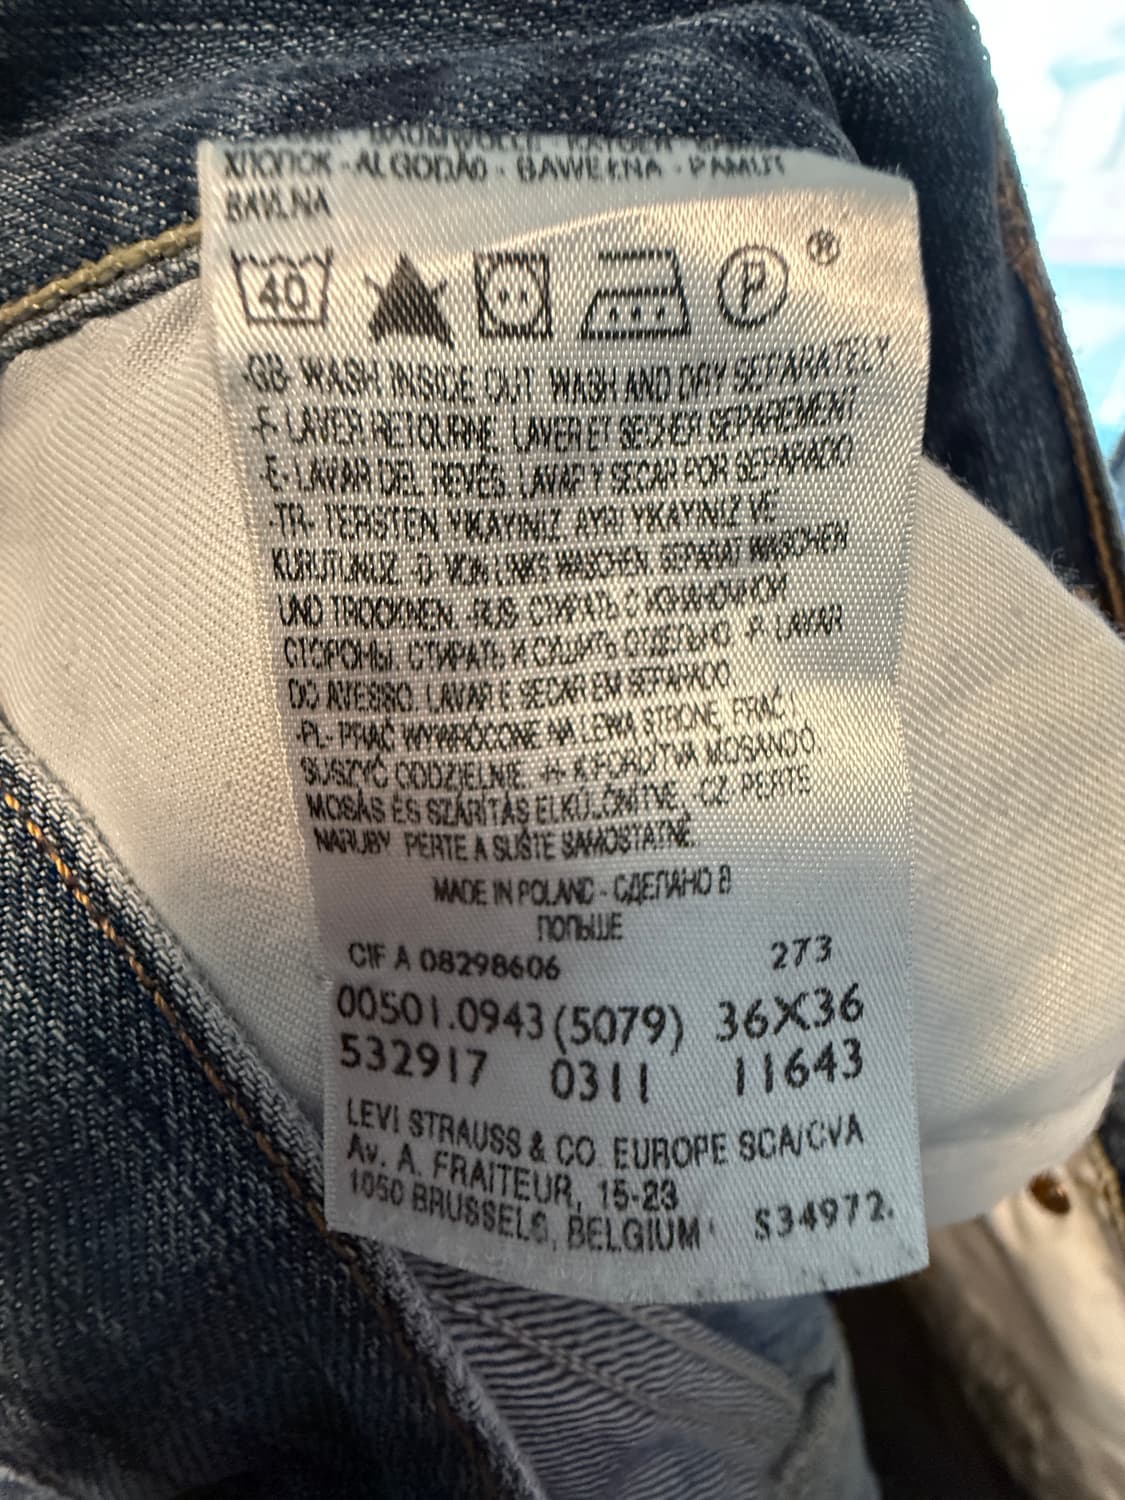 BAUMWOLLE
ХЛОПОК - ALGODÃO - BAWEŁNA - PAMUT
BAVLNA
40 P ®
-GB- WASH INSIDE OUT. WASH AND DRY SEPARATELY.
-F- LAVER RETOURNE. LAVER ET SECHER SEPAREMENT.
-E- LAVAR DEL REVÉS. LAVAR Y SECAR POR SEPARADO.
-TR- TERSTEN YIKAYINIZ. AYRI YIKAYINIZ VE
KURUTUNUZ. -D- VON LINKS WASCHEN. SEPARAT WASCHEN
UND TROCKNEN. -RUS- СТИРАТЬ С ИЗНАНОЧНОЙ
СТОРОНЫ. СТИРАТЬ И СУШИТЬ ОТДЕЛЬНО -P- LAVAR
DO AVESSO. LAVAR E SECAR EM SEPARADO.
-PL- PRAĆ WYWRÓCONE NA LEWA STRONE, PRAĆ I
SUSZYĆ ODDZIELNIE. -H- KIFORDÍTVA MOSANDÓ.
MOSÁS ÉS SZÁRÍTÁS ELKÜLÖNÍTVE. -CZ- PERTE
NARUBY. PERTE A SUŠTE SAMOSTATNĚ.
MADE IN POLAND - СДЕЛАНО В
ПОЛЬШЕ
CIF A 08298606 273
00501.0943 (5079) 36X36
532917 0311 11643
LEVI STRAUSS & CO. EUROPE SCA/CVA
Av. A. FRAITEUR, 15-23
1050 BRUSSELS, BELGIUM S34972.